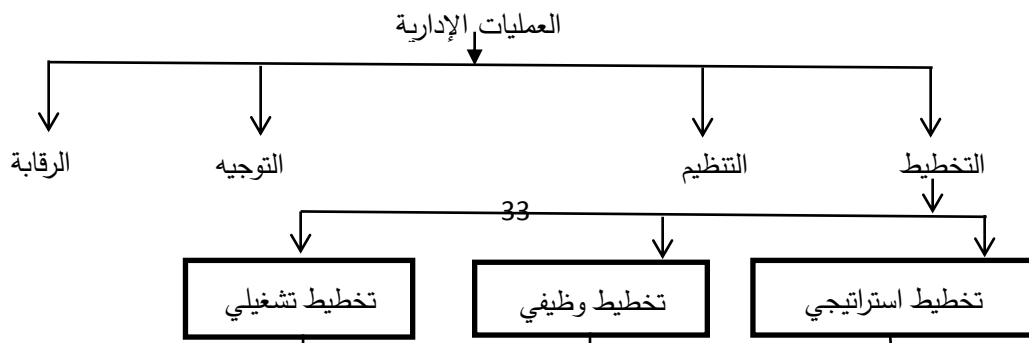 العمليات الإدارية
التخطيط التنظيم التوجيه الرقابة
33
تخطيط استراتيجي تخطيط وظيفي تخطيط تشغيلي